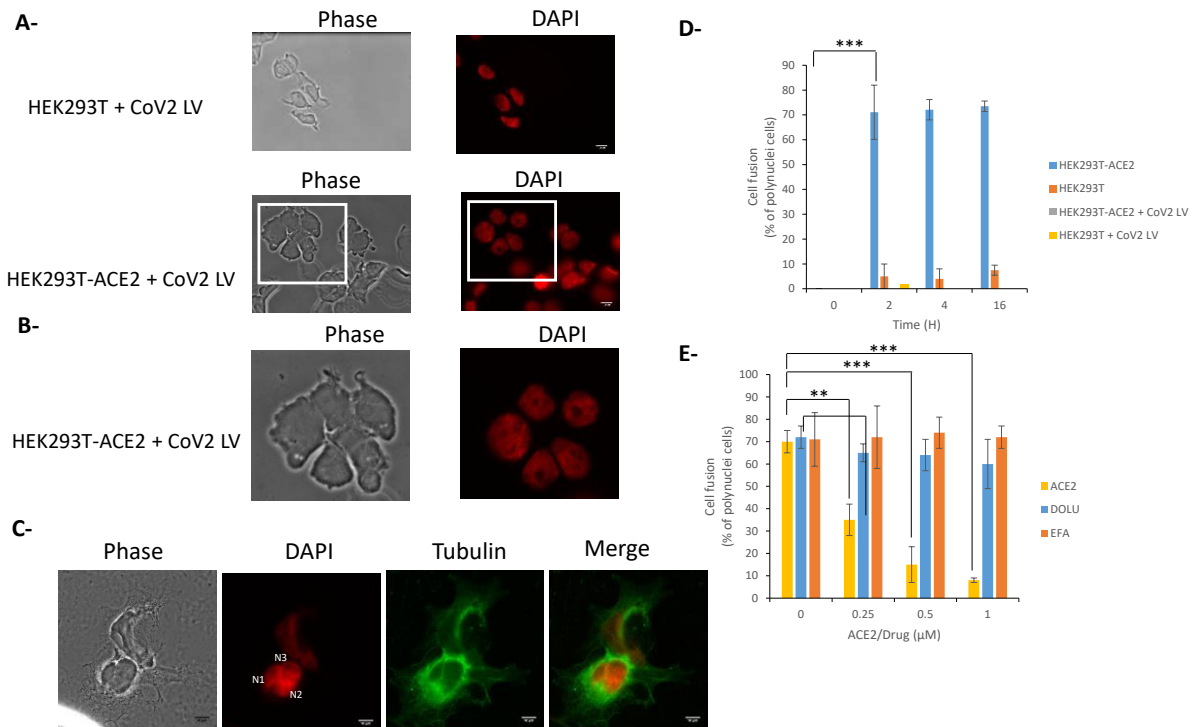 A-
Phase
DAPI
HEK293T + CoV2 LV
Phase
DAPI
HEK293T-ACE2 + CoV2 LV
B-
Phase
DAPI
HEK293T-ACE2 + CoV2 LV
C-
Phase
DAPI
Tubulin
Merge
N3
N1
N2
D-
***
90
80
70
60
50
40
30
20
10
0
Cell fusion
(% of polynuclei cells)
0 2 4 16
Time (H)
HEK293T-ACE2
HEK293T
HEK293T-ACE2 + CoV2 LV
HEK293T + CoV2 LV
E-
***
***
**
100
90
80
70
60
50
40
30
20
10
0
Cell fusion
(% of polynuclei cells)
0 0.25 0.5 1
ACE2/Drug (µM)
ACE2
DOLU
EFA